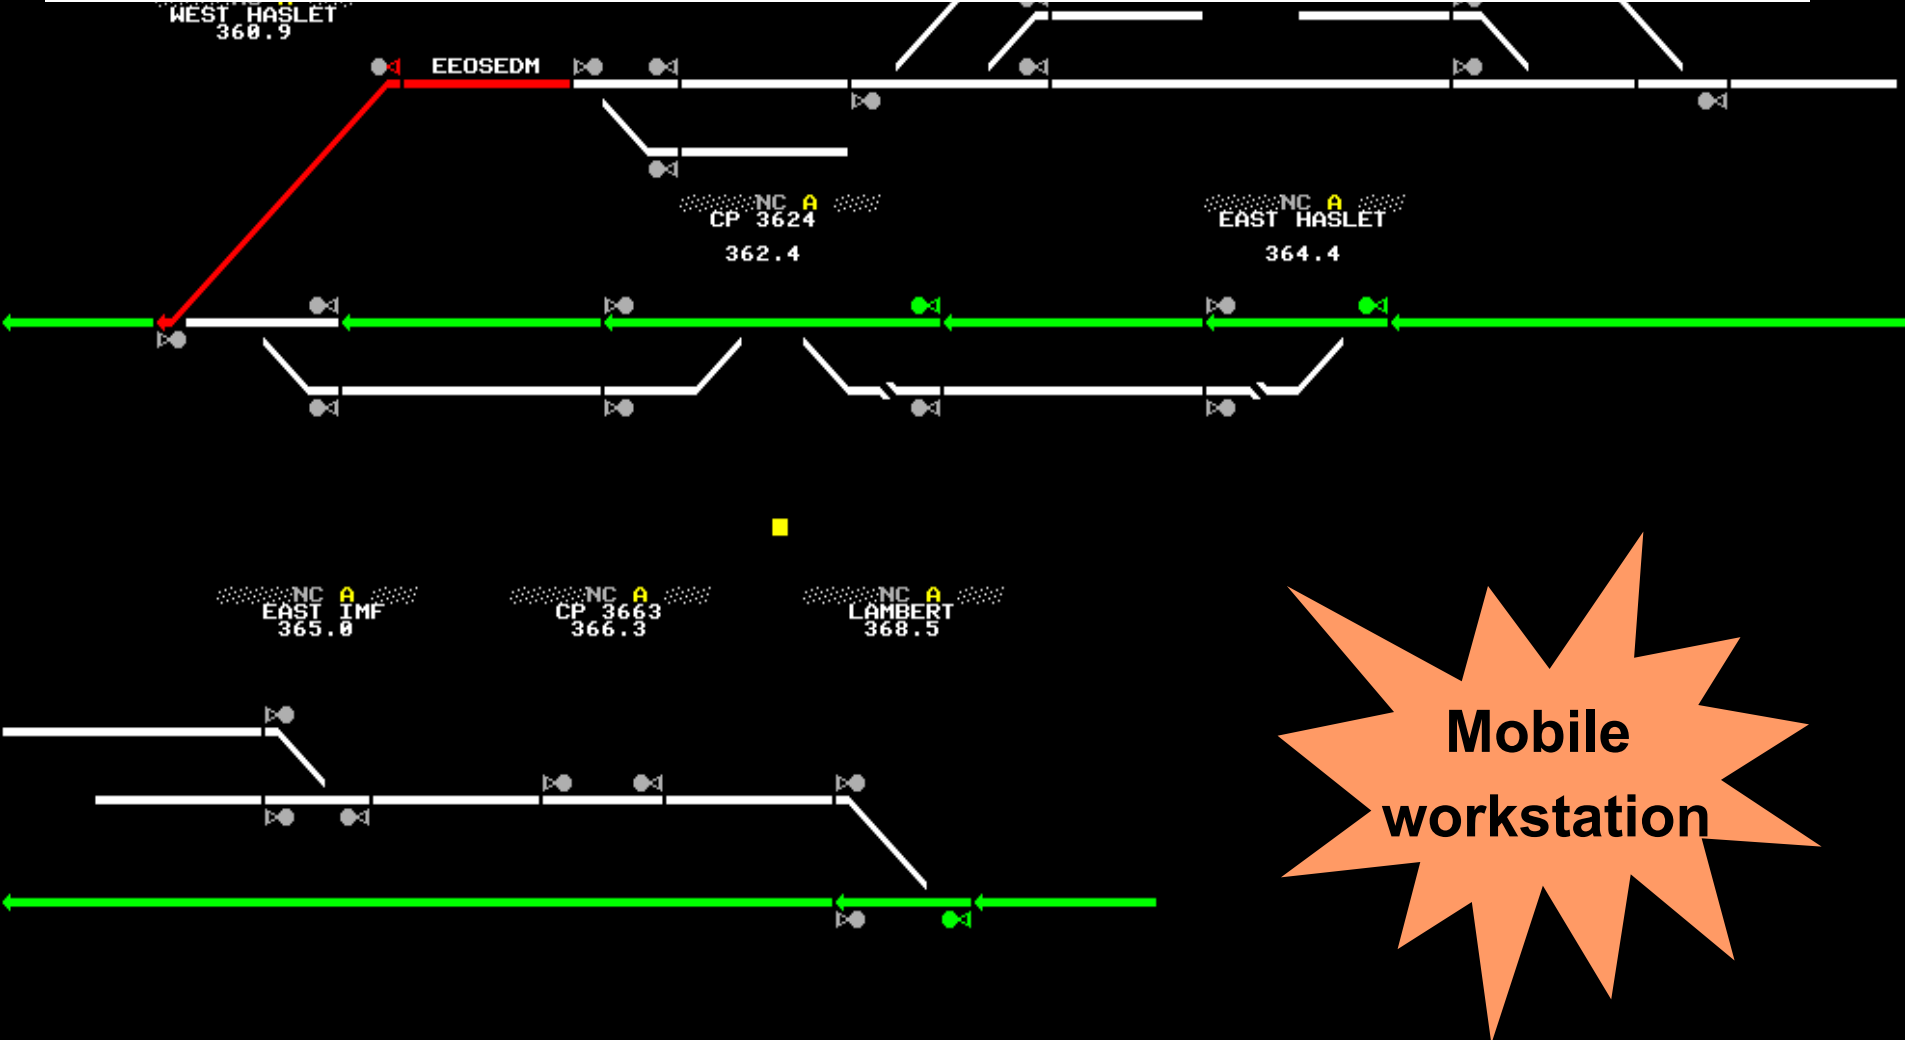 WEST HASLET
360.9
EEOSEDM
NC A
CP 3624
362.4
NC A
EAST HASLET
364.4
NC A
EAST IMF
365.0
NC A
CP 3663
366.3
NC A
LAMBERT
368.5
Mobile
workstation